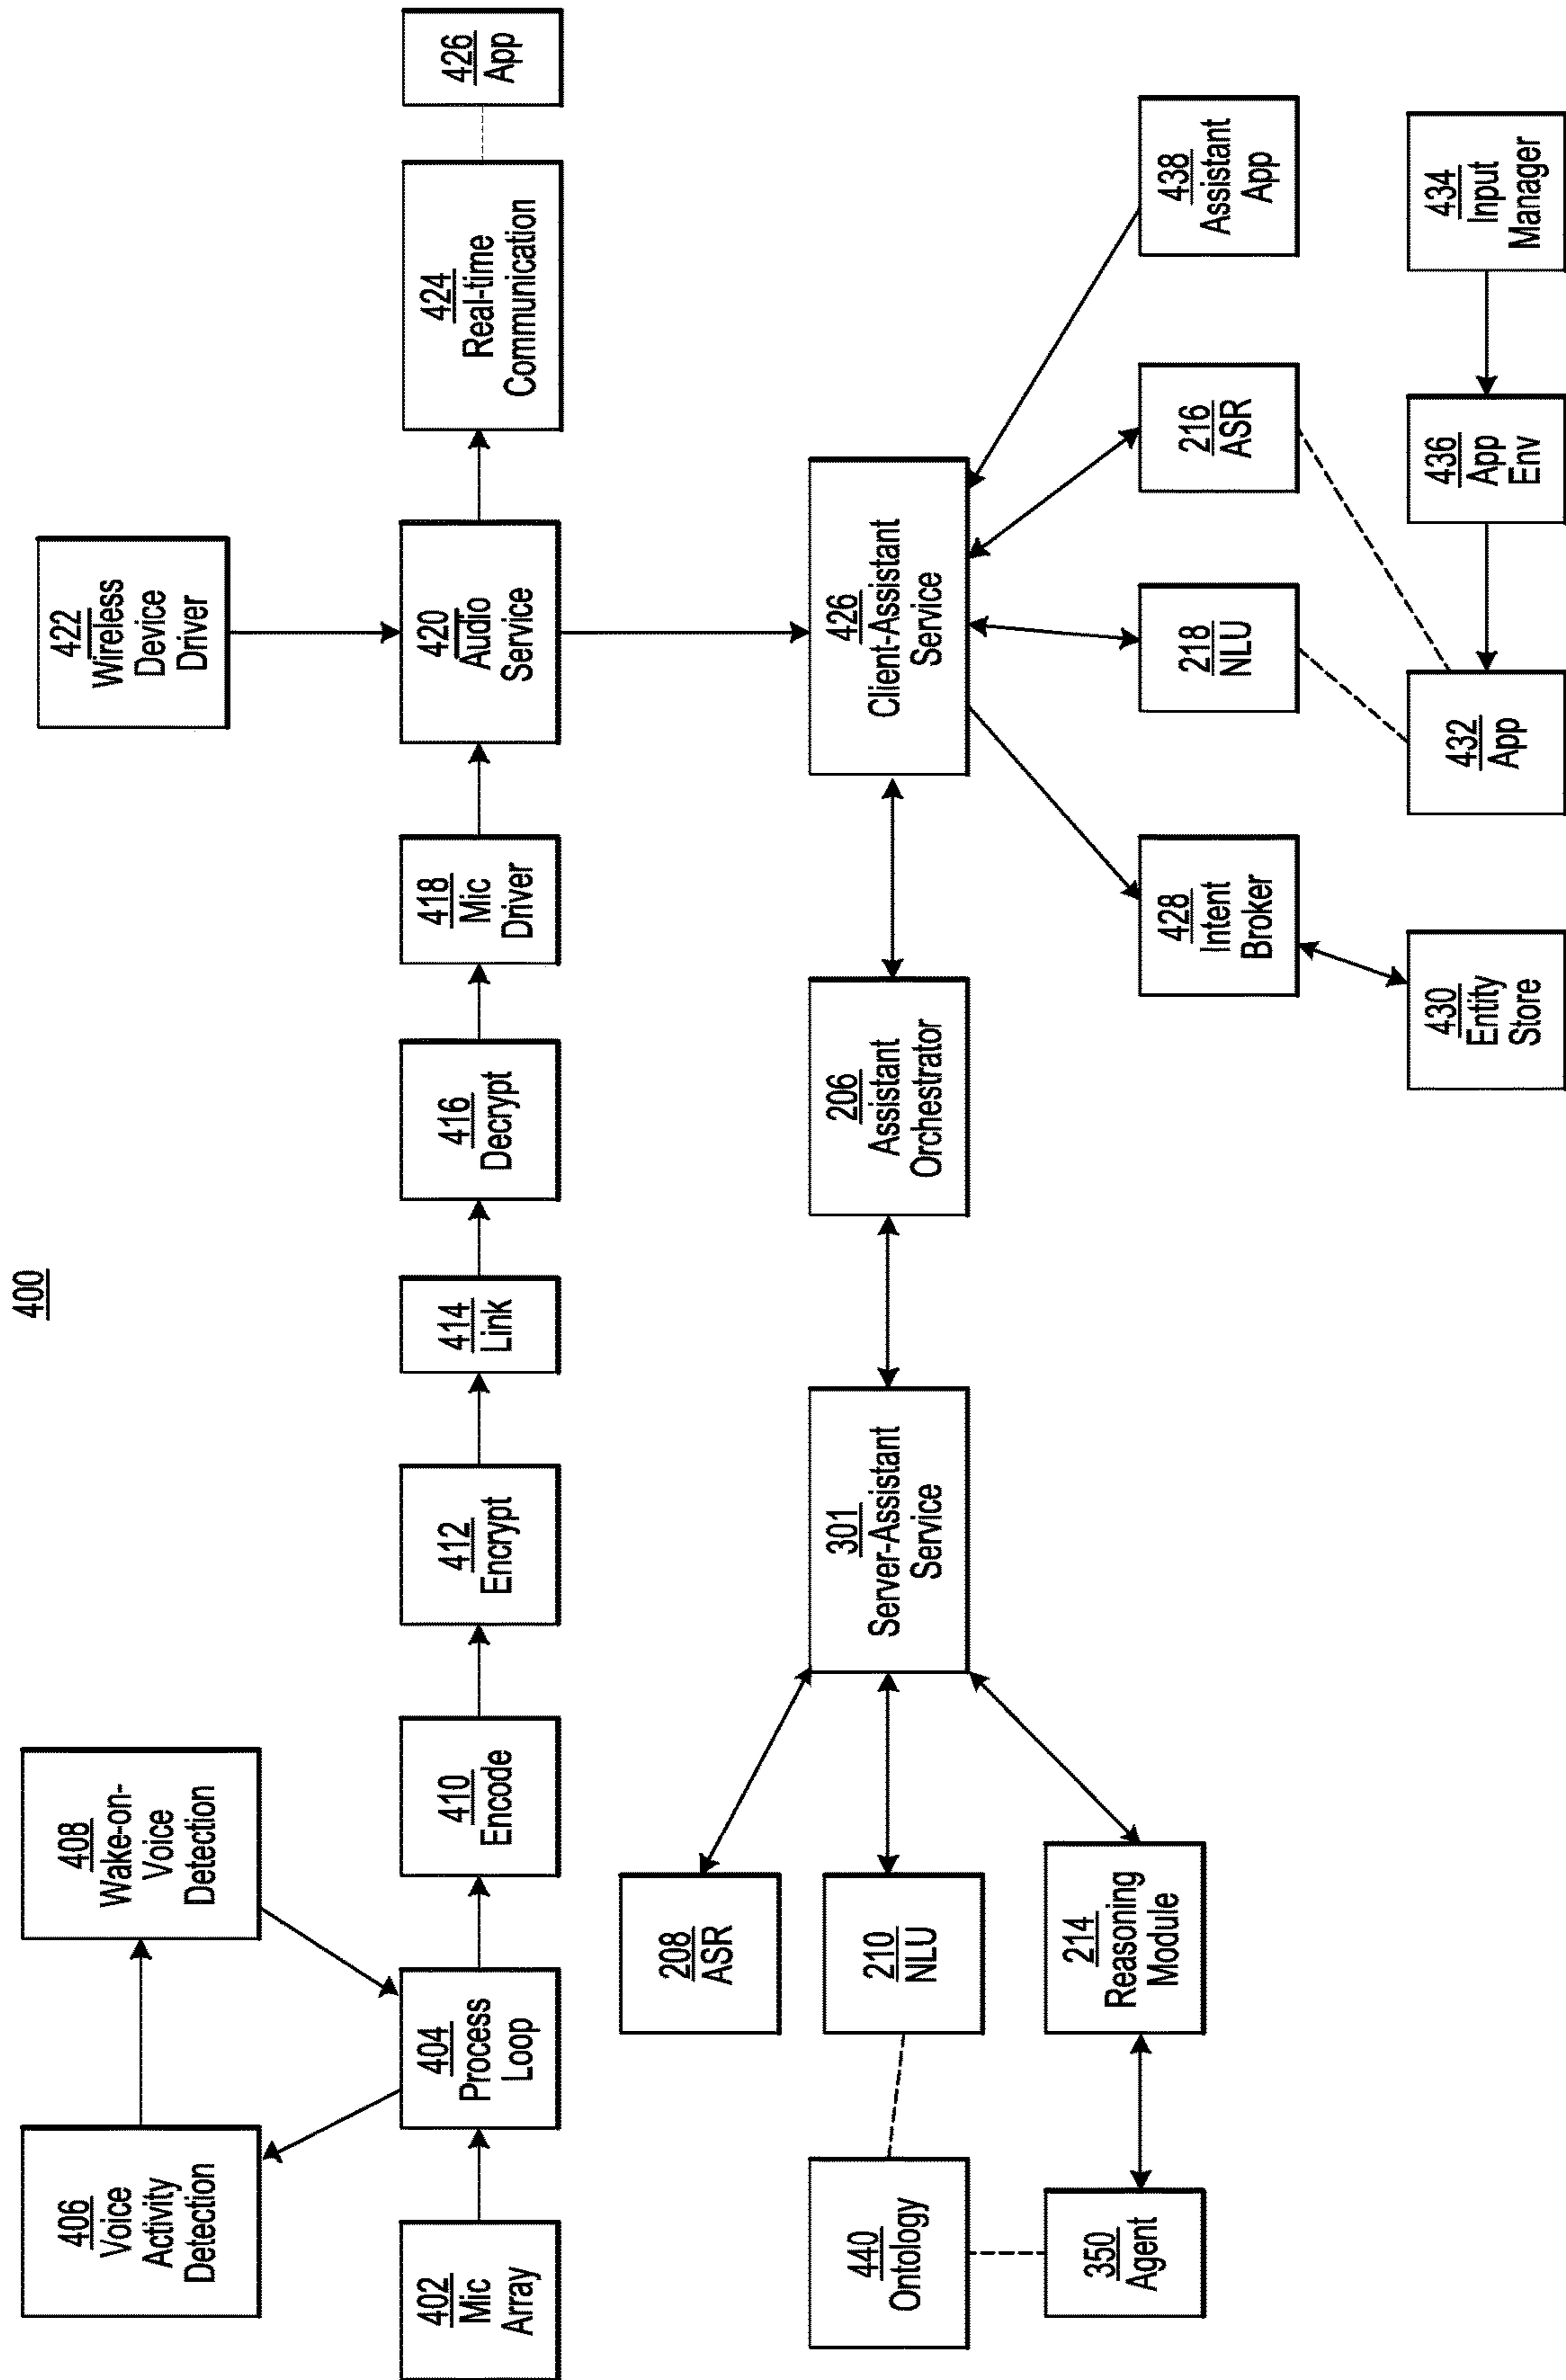 400
406
Voice
Activity
Detection
408
Wake-on-
Voice
Detection
422
Wireless
Device
Driver
402
Mic
Array
404
Process
Loop
410
Encode
412
Encrypt
414
Link
416
Decrypt
418
Mic
Driver
420
Audio
Service
424
Real-time
Communication
426
App
208
ASR
440
Ontology
210
NLU
301
Server-Assistant
Service
206
Assistant
Orchestrator
426
Client-Assistant
Service
350
Agent
214
Reasoning
Module
428
Intent
Broker
218
NLU
216
ASR
438
Assistant
App
430
Entity
Store
432
App
436
App
Env
434
Input
Manager